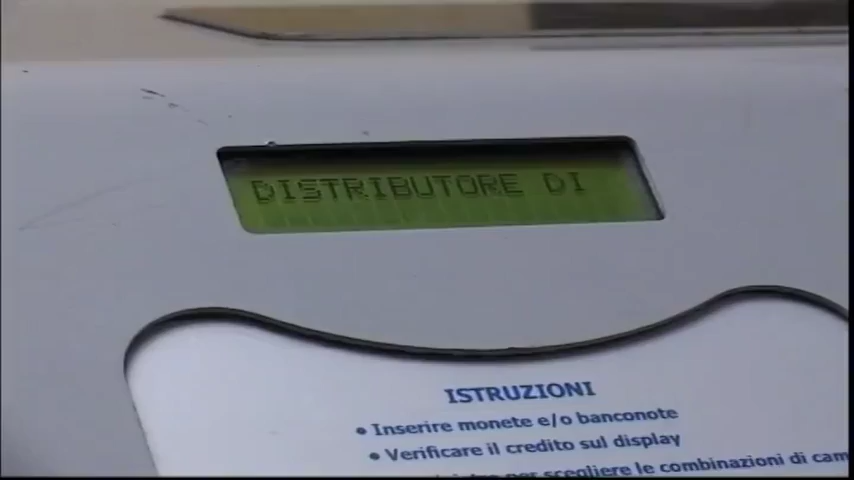 DISTRIBUTORE DI
ISTRUZIONI
• Inserire monete e/o banconote
• Verificare il credito sul display
per scegliere le combinazioni di cam